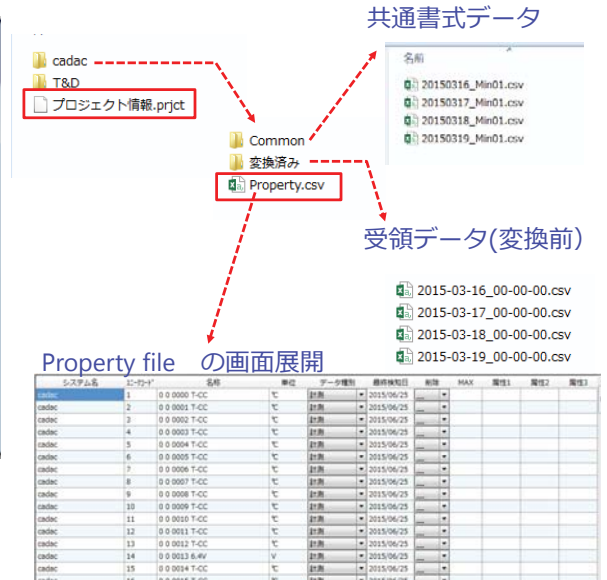 共通書式データ
cadac
T&D
プロジェクト情報.prjct
名前
20150316_Min01.csv
20150317_Min01.csv
20150318_Min01.csv
20150319_Min01.csv
Common
変換済み
Property.csv
受領データ(変換前)
2015-03-16_00-00-00.csv
2015-03-17_00-00-00.csv
2015-03-18_00-00-00.csv
2015-03-19_00-00-00.csv
Property file の画面展開
システム名 ユニークコード 名称 単位 データ種別 最終検知日 削除 MAX 属性1 属性2 属性3
cadac 1 0 0 0000 T-CC ℃ 計測 2015/06/25
cadac 2 0 0 0001 T-CC ℃ 計測 2015/06/25
cadac 3 0 0 0002 T-CC ℃ 計測 2015/06/25
cadac 4 0 0 0003 T-CC ℃ 計測 2015/06/25
cadac 5 0 0 0004 T-CC ℃ 計測 2015/06/25
cadac 6 0 0 0005 T-CC ℃ 計測 2015/06/25
cadac 7 0 0 0006 T-CC ℃ 計測 2015/06/25
cadac 8 0 0 0007 T-CC ℃ 計測 2015/06/25
cadac 9 0 0 0008 T-CC ℃ 計測 2015/06/25
cadac 10 0 0 0009 T-CC ℃ 計測 2015/06/25
cadac 11 0 0 0010 T-CC ℃ 計測 2015/06/25
cadac 12 0 0 0011 T-CC ℃ 計測 2015/06/25
cadac 13 0 0 0012 T-CC ℃ 計測 2015/06/25
cadac 14 0 0 0013 6.4V V 計測 2015/06/25
cadac 15 0 0 0014 T-CC ℃ 計測 2015/06/25